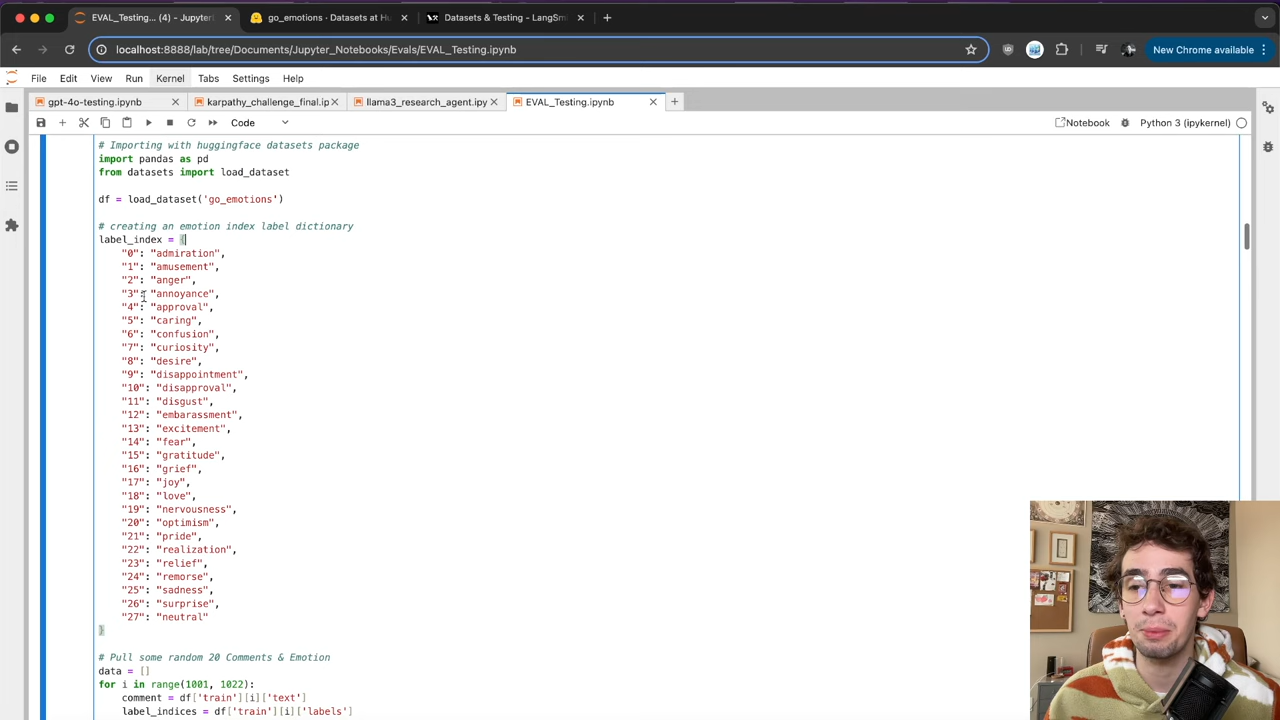 EVAL_Testing... (4) - Jupyter
go_emotions · Datasets at Hu
Datasets & Testing - LangSmi
localhost:8888/lab/tree/Documents/Jupyter_Notebooks/Evals/EVAL_Testing.ipynb
New Chrome available
File Edit View Run Kernel Tabs Settings Help
gpt-4o-testing.ipynb
karpathy_challenge_final.ip
llama3_research_agent.ipy
EVAL_Testing.ipynb
Code
Notebook
Python 3 (ipykernel)
# Importing with huggingface datasets package
import pandas as pd
from datasets import load_dataset
df = load_dataset('go_emotions')
# creating an emotion index label dictionary
label_index = {
"0": "admiration",
"1": "amusement",
"2": "anger",
"3": "annoyance",
"4": "approval",
"5": "caring",
"6": "confusion",
"7": "curiosity",
"8": "desire",
"9": "disappointment",
"10": "disapproval",
"11": "disgust",
"12": "embarassment",
"13": "excitement",
"14": "fear",
"15": "gratitude",
"16": "grief",
"17": "joy",
"18": "love",
"19": "nervousness",
"20": "optimism",
"21": "pride",
"22": "realization",
"23": "relief",
"24": "remorse",
"25": "sadness",
"26": "surprise",
"27": "neutral"
}
# Pull some random 20 Comments & Emotion
data = []
for i in range(1001, 1022):
comment = df['train'][i]['text']
label_indices = df['train'][i]['labels']